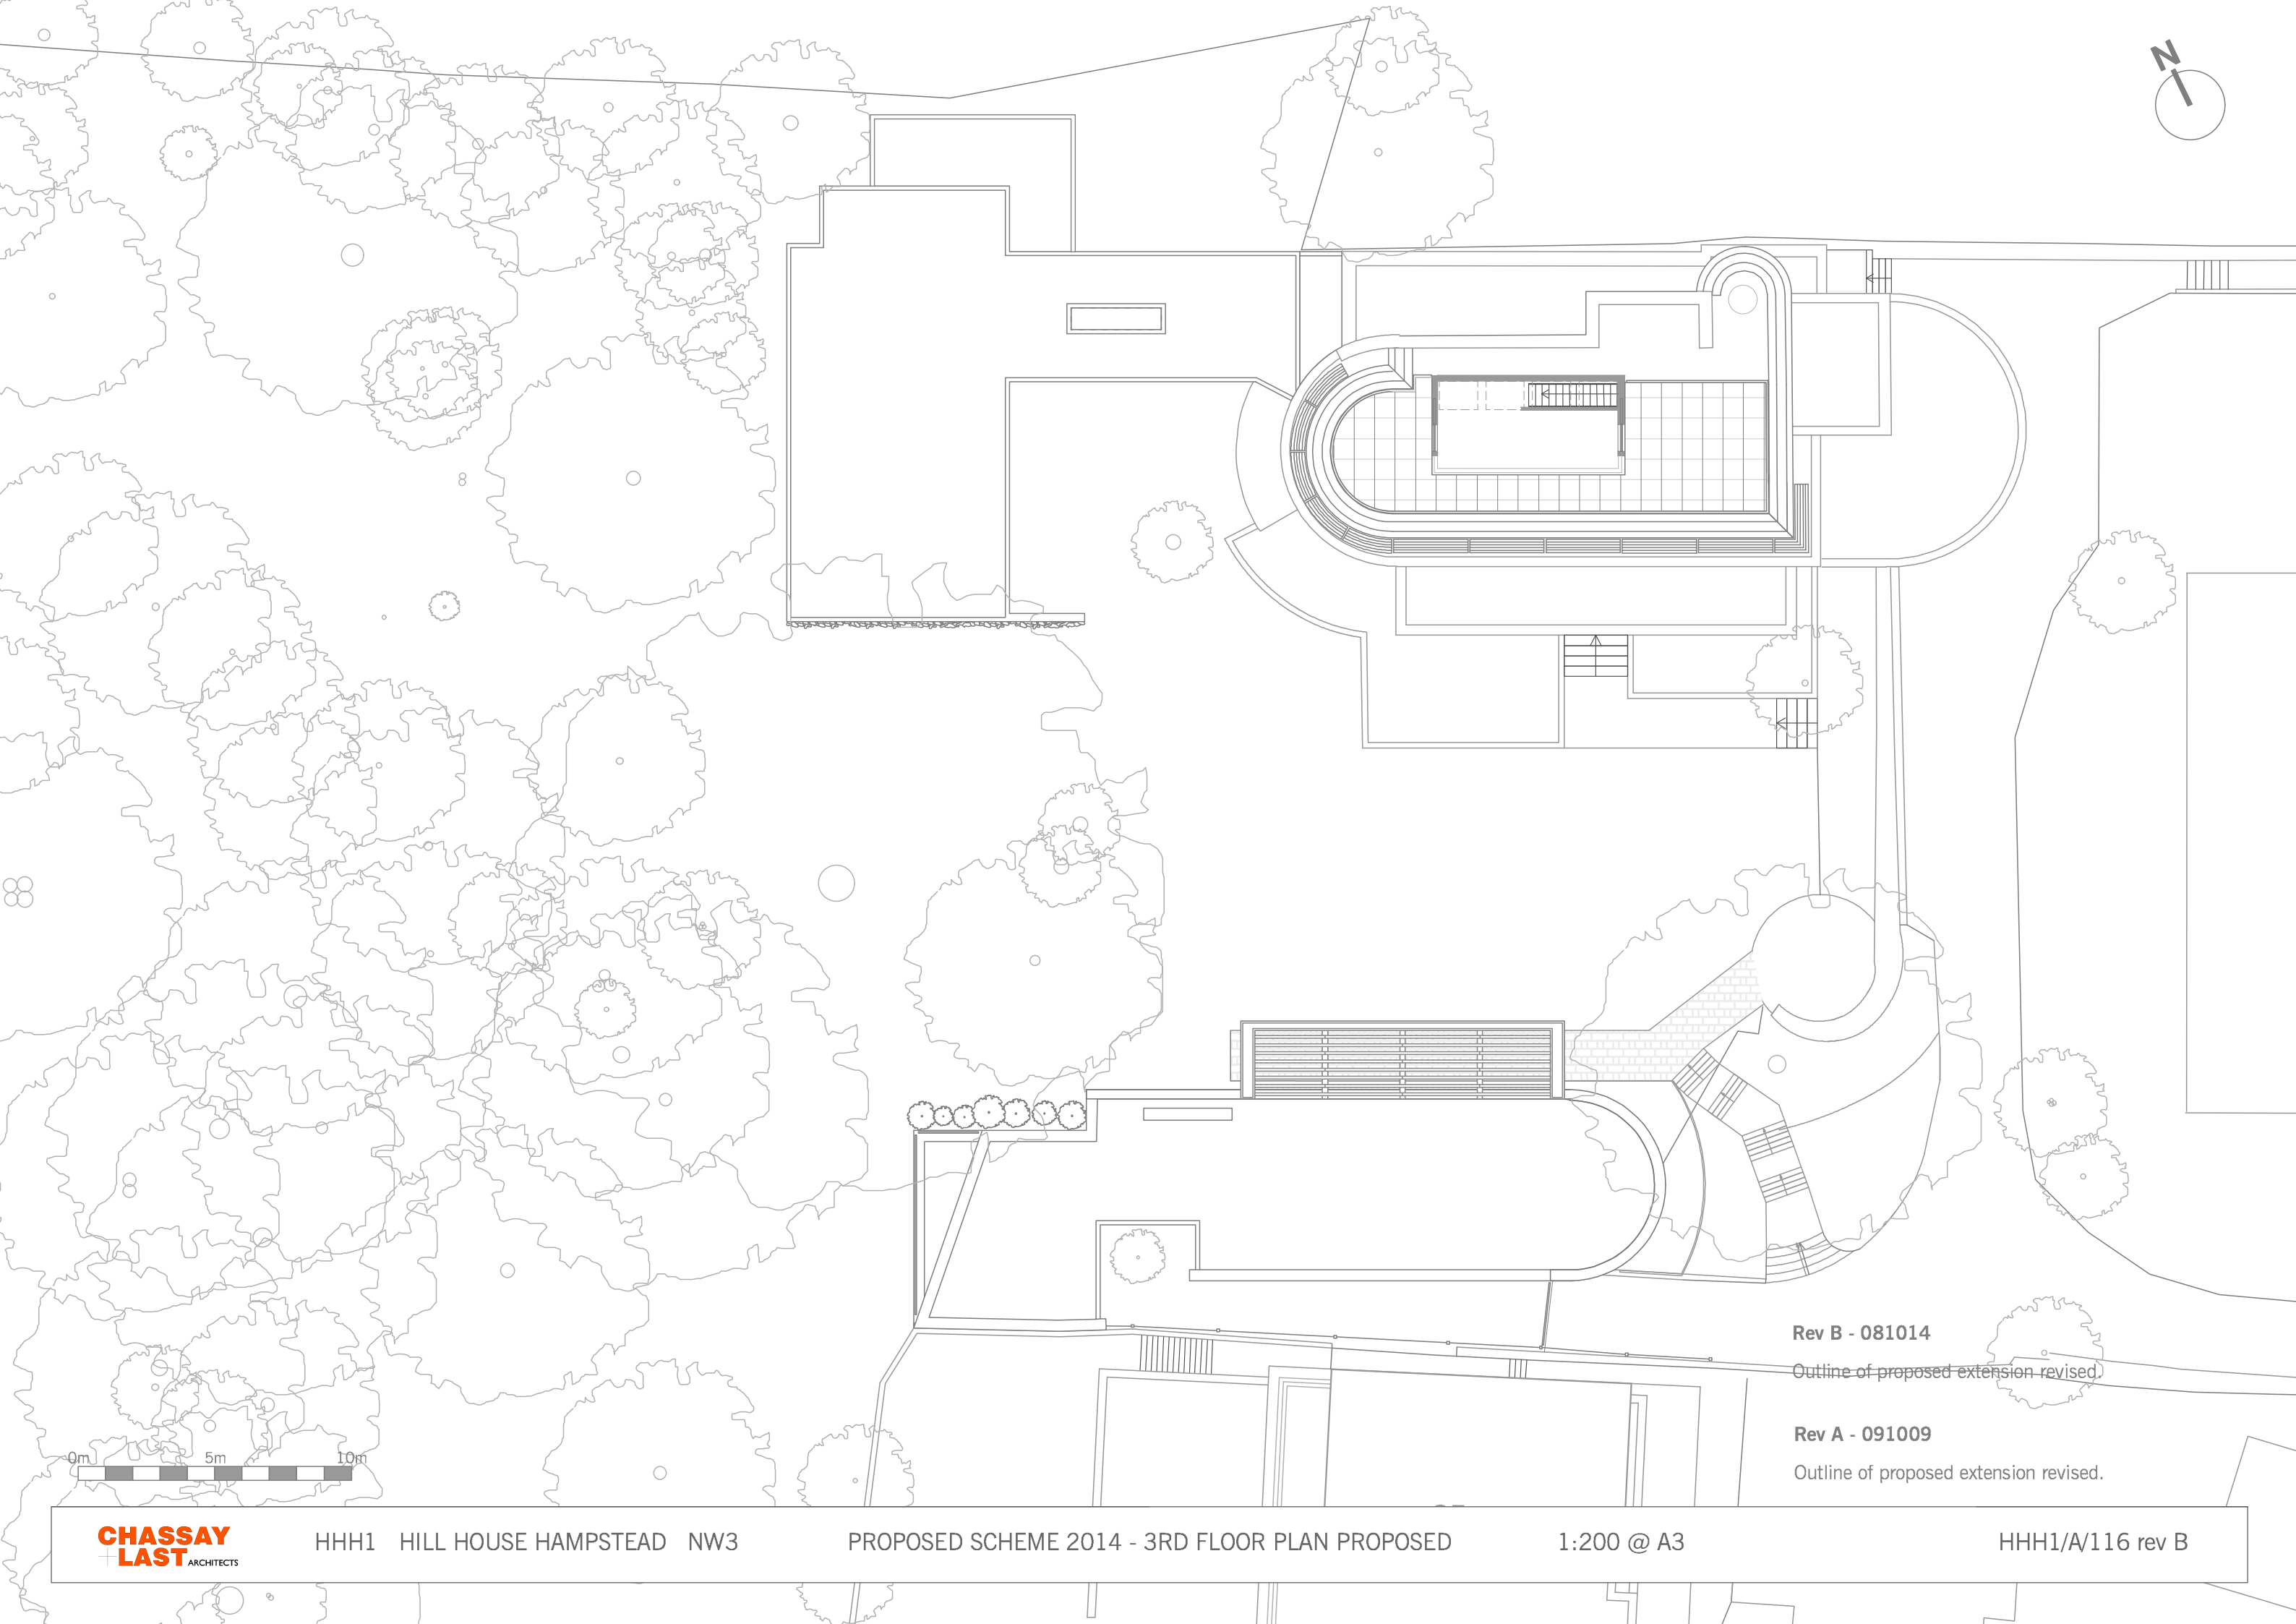 N
Rev B - 081014
Outline of proposed extension revised.
Rev A - 091009
Outline of proposed extension revised.
0m 5m 10m
CHASSAY
LAST ARCHITECTS
HHH1 HILL HOUSE HAMPSTEAD NW3 PROPOSED SCHEME 2014 - 3RD FLOOR PLAN PROPOSED 1:200 @ A3 HHH1/A/116 rev B